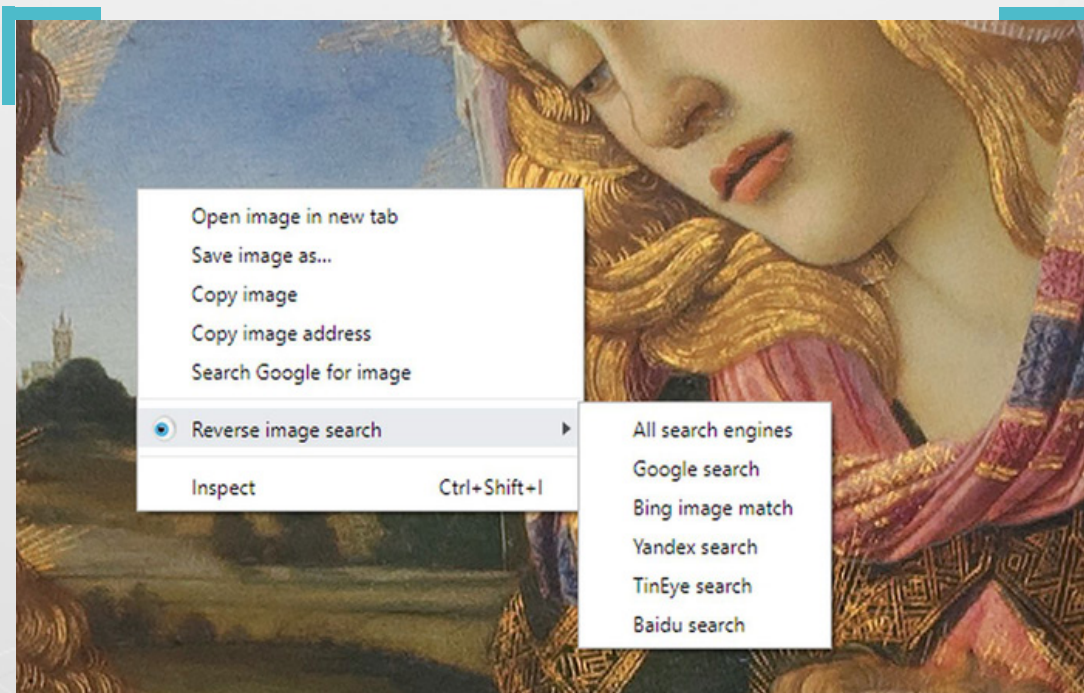 Open image in new tab
Save image as...
Copy image
Copy image address
Search Google for image
Reverse image search
Inspect Ctrl+Shift+I
All search engines
Google search
Bing image match
Yandex search
TinEye search
Baidu search